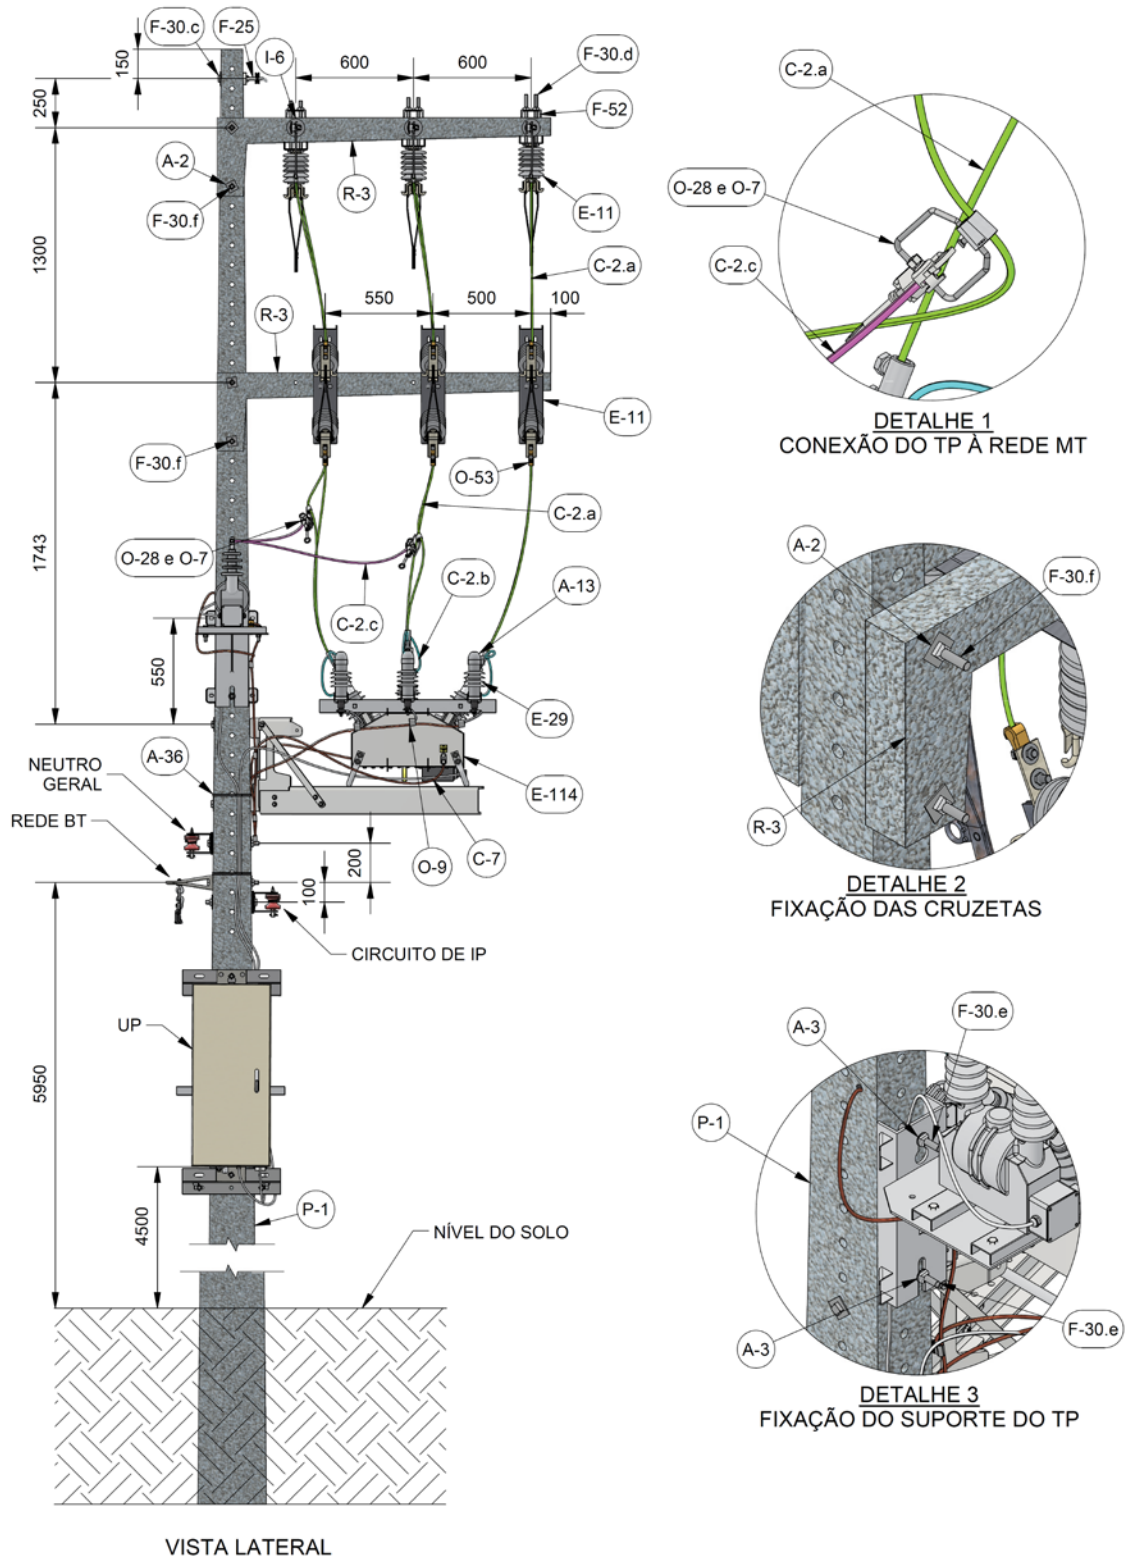 F-30.c
F-25
I-6
600
600
F-30.d
F-52
150
250
A-2
F-30.f
R-3
E-11
1300
C-2.a
550
500
100
R-3
E-11
F-30.f
O-53
C-2.a
O-28 e O-7
C-2.b
A-13
C-2.c
1743
550
E-29
A-36
E-114
NEUTRO
GERAL
REDE BT
O-9
C-7
200
100
CIRCUITO DE IP
UP
5950
4500
P-1
NÍVEL DO SOLO
VISTA LATERAL
C-2.a
O-28 e O-7
C-2.c
DETALHE 1
CONEXÃO DO TP À REDE MT
A-2
F-30.f
R-3
DETALHE 2
FIXAÇÃO DAS CRUZETAS
F-30.e
A-3
P-1
A-3
F-30.e
DETALHE 3
FIXAÇÃO DO SUPORTE DO TP